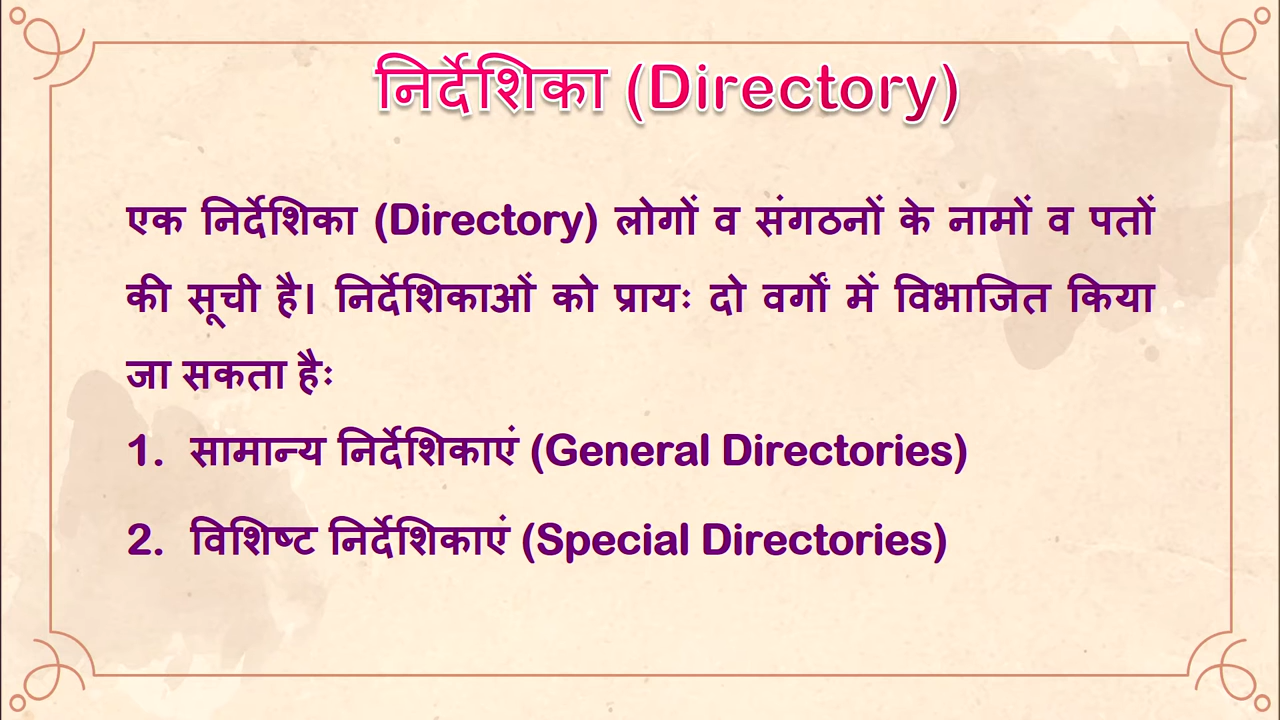 निर्देशिका (Directory)
एक निर्देशिका (Directory) लोगों व संगठनों के नामों व पतों
की सूची है। निर्देशिकाओं को प्रायः दो वर्गों में विभाजित किया
जा सकता हैः
1. सामान्य निर्देशिकाएं (General Directories)
2. विशिष्ट निर्देशिकाएं (Special Directories)